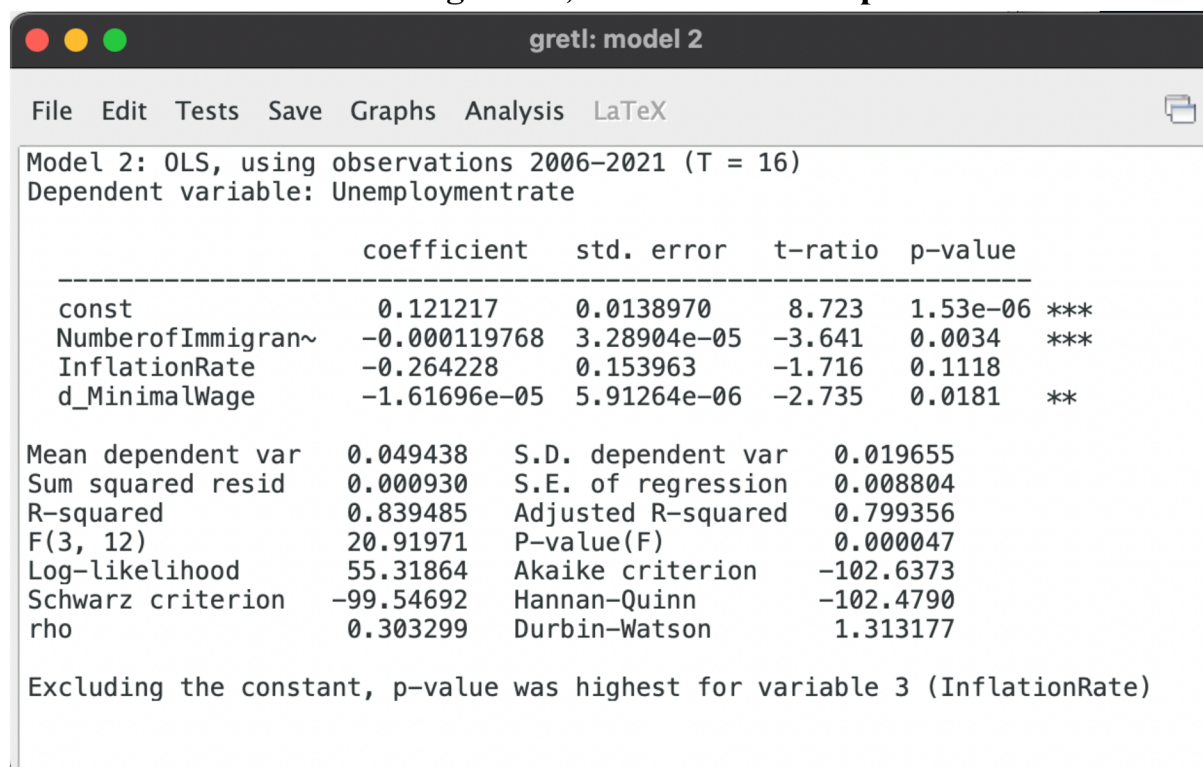 gretl: model 2
File Edit Tests Save Graphs Analysis LaTeX
Model 2: OLS, using observations 2006-2021 (T = 16)
Dependent variable: Unemploymentrate
coefficient std. error t-ratio p-value
const 0.121217 0.0138970 8.723 1.53e-06 ***
NumberofImmigran~ -0.000119768 3.28904e-05 -3.641 0.0034 ***
InflationRate -0.264228 0.153963 -1.716 0.1118
d_MinimalWage -1.61696e-05 5.91264e-06 -2.735 0.0181 **
Mean dependent var 0.049438 S.D. dependent var 0.019655
Sum squared resid 0.000930 S.E. of regression 0.008804
R-squared 0.839485 Adjusted R-squared 0.799356
F(3, 12) 20.91971 P-value(F) 0.000047
Log-likelihood 55.31864 Akaike criterion -102.6373
Schwarz criterion -99.54692 Hannan-Quinn -102.4790
rho 0.303299 Durbin-Watson 1.313177
Excluding the constant, p-value was highest for variable 3 (InflationRate)